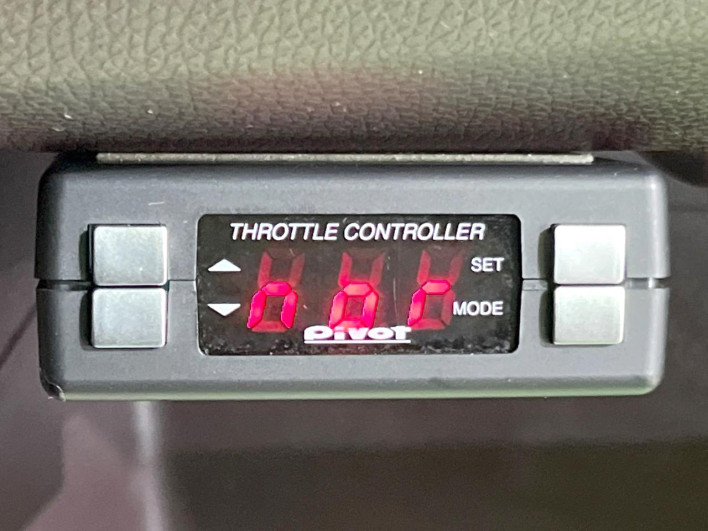 THROTTLE CONTROLLER
SET
nor
MODE
Pivot